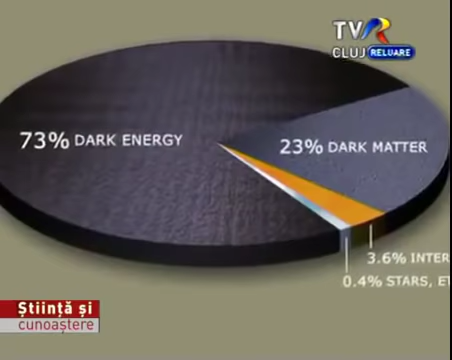 TVR
CLUJ RELUARE
73% DARK ENERGY
23% DARK MATTER
3.6% INTER
0.4% STARS, ET
Știință și
cunoaștere